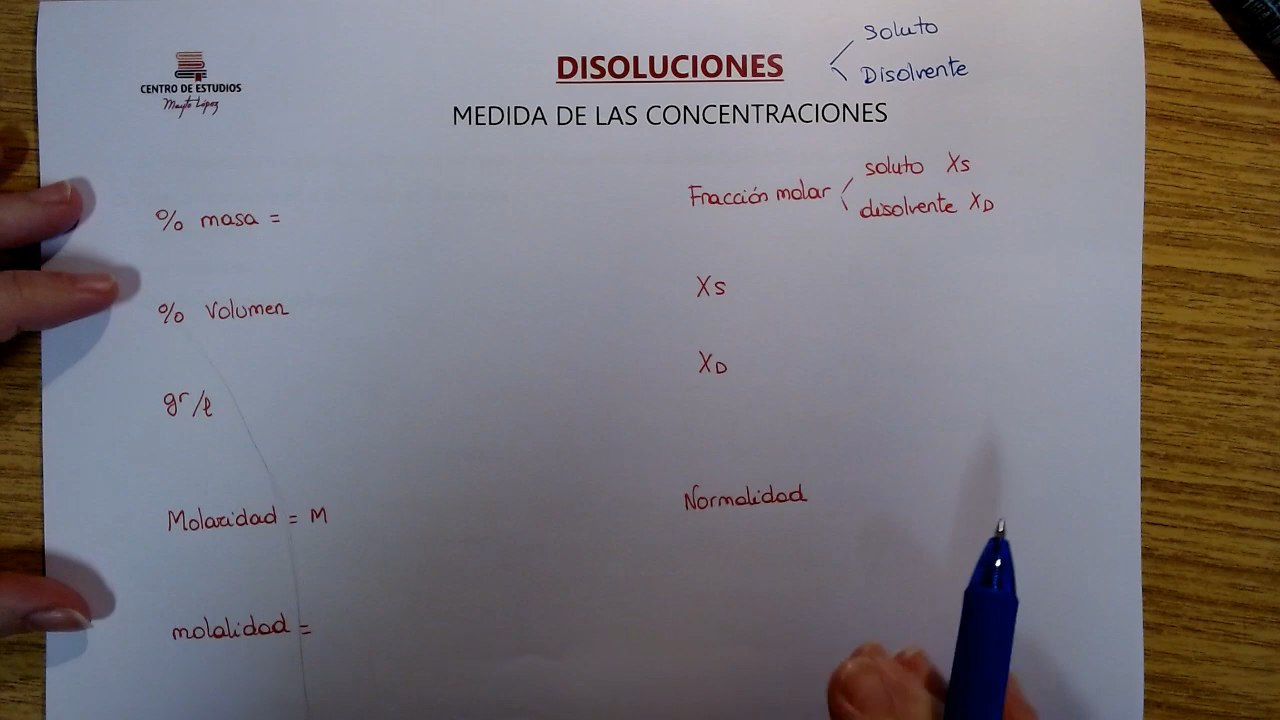 CENTRO DE ESTUDIOS
Mayte López
DISOLUCIONES
soluto
Disolvente
MEDIDA DE LAS CONCENTRACIONES
% masa =
% Volumen
gr/l
Molaridad = M
molalidad =
Fracción molar
soluto Xs
disolvente XD
Xs
XD
Normalidad